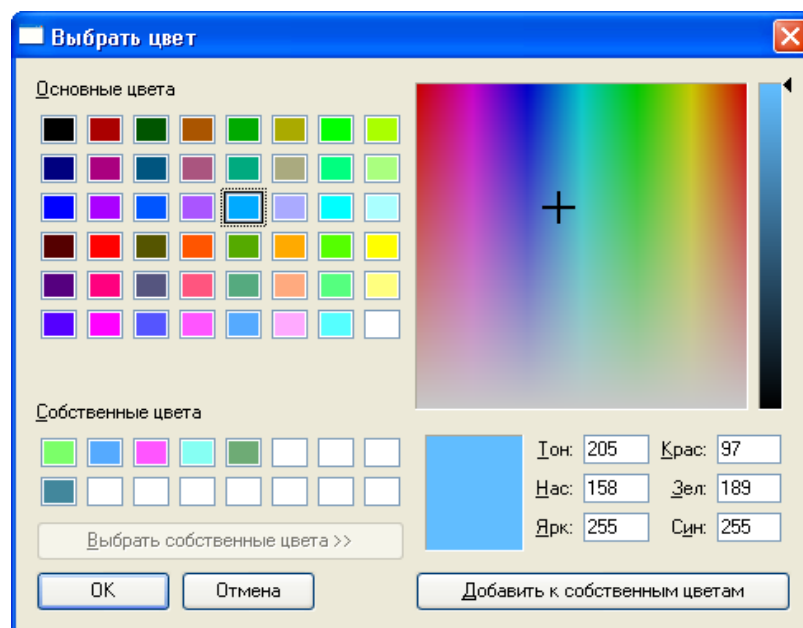 Выбрать цвет
Основные цвета
Собственные цвета
Тон: 205 Крас: 97
Нас: 158 Зел: 189
Ярк: 255 Син: 255
Выбрать собственные цвета >>
OK Отмена Добавить к собственным цветам